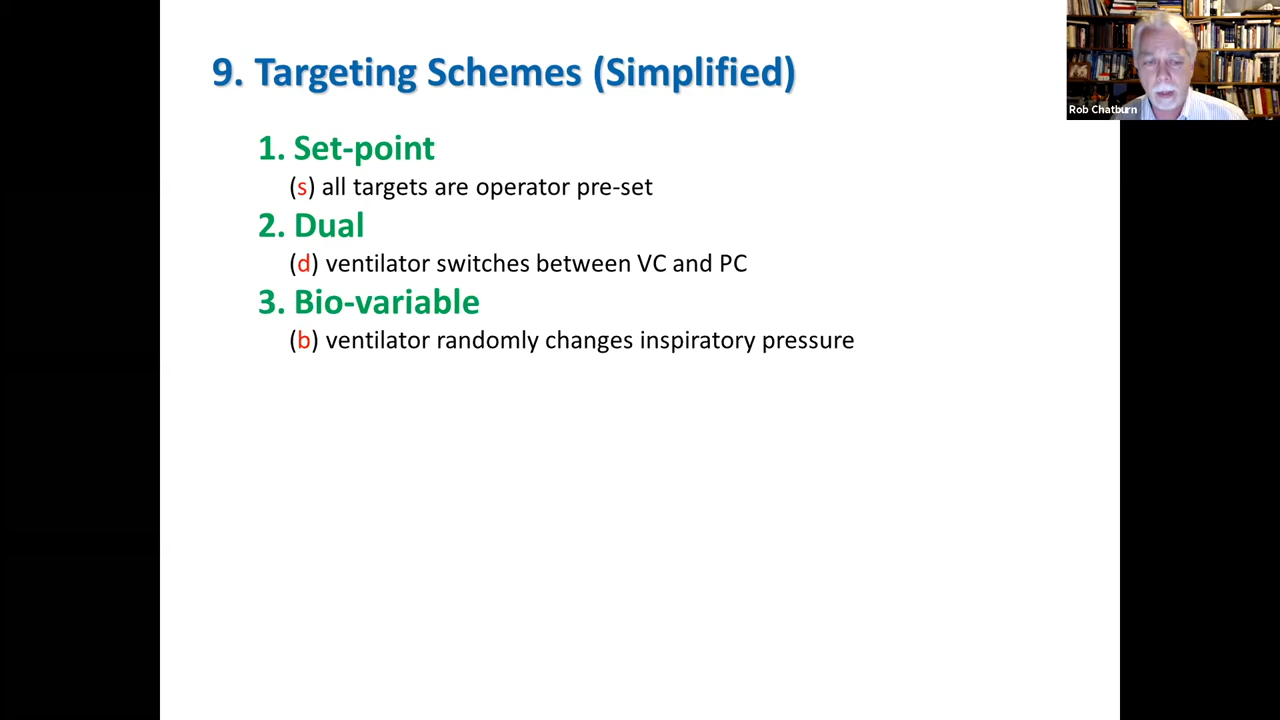 9. Targeting Schemes (Simplified)
1. Set-point
(s) all targets are operator pre-set
2. Dual
(d) ventilator switches between VC and PC
3. Bio-variable
(b) ventilator randomly changes inspiratory pressure
Rob Chatburn